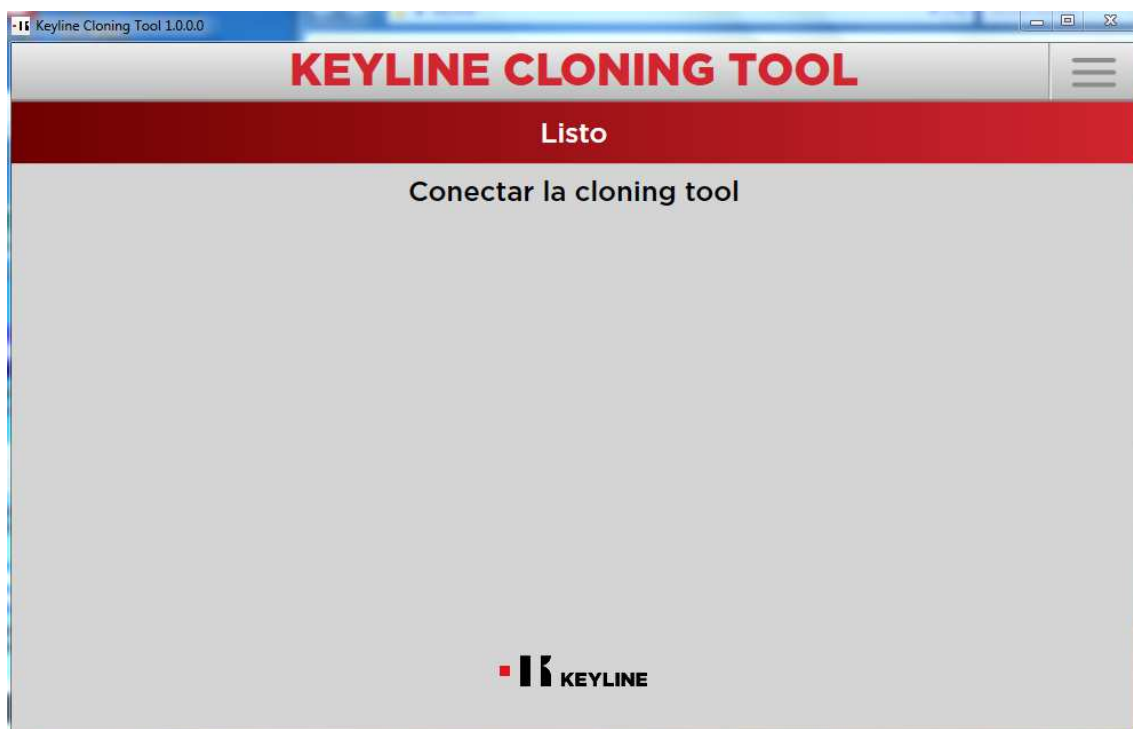 Keyline Cloning Tool 1.0.0.0
KEYLINE CLONING TOOL
Listo
Conectar la cloning tool
KEYLINE